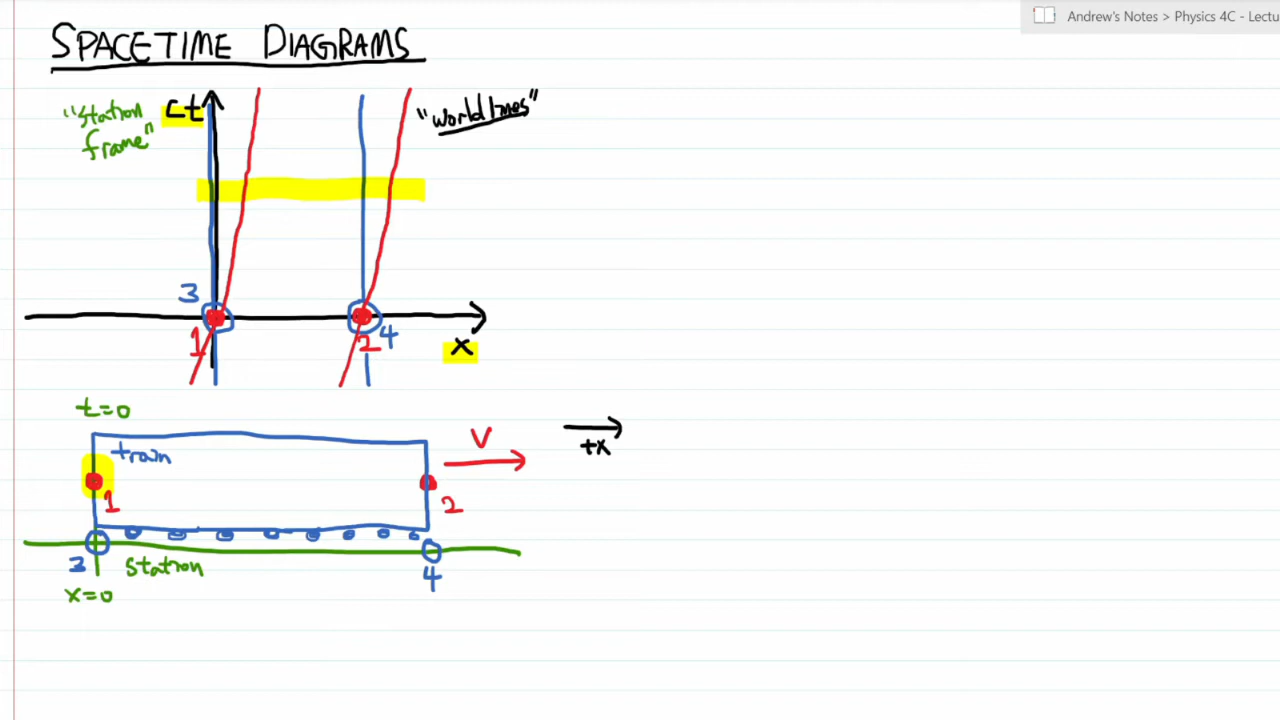 Andrew's Notes > Physics 4C - Lectu
SPACETIME DIAGRAMS
"station
frame"
ct
"worldlines"
3
1
2
4
x
t=0
train
V
+x
1
2
3
station
4
x=0